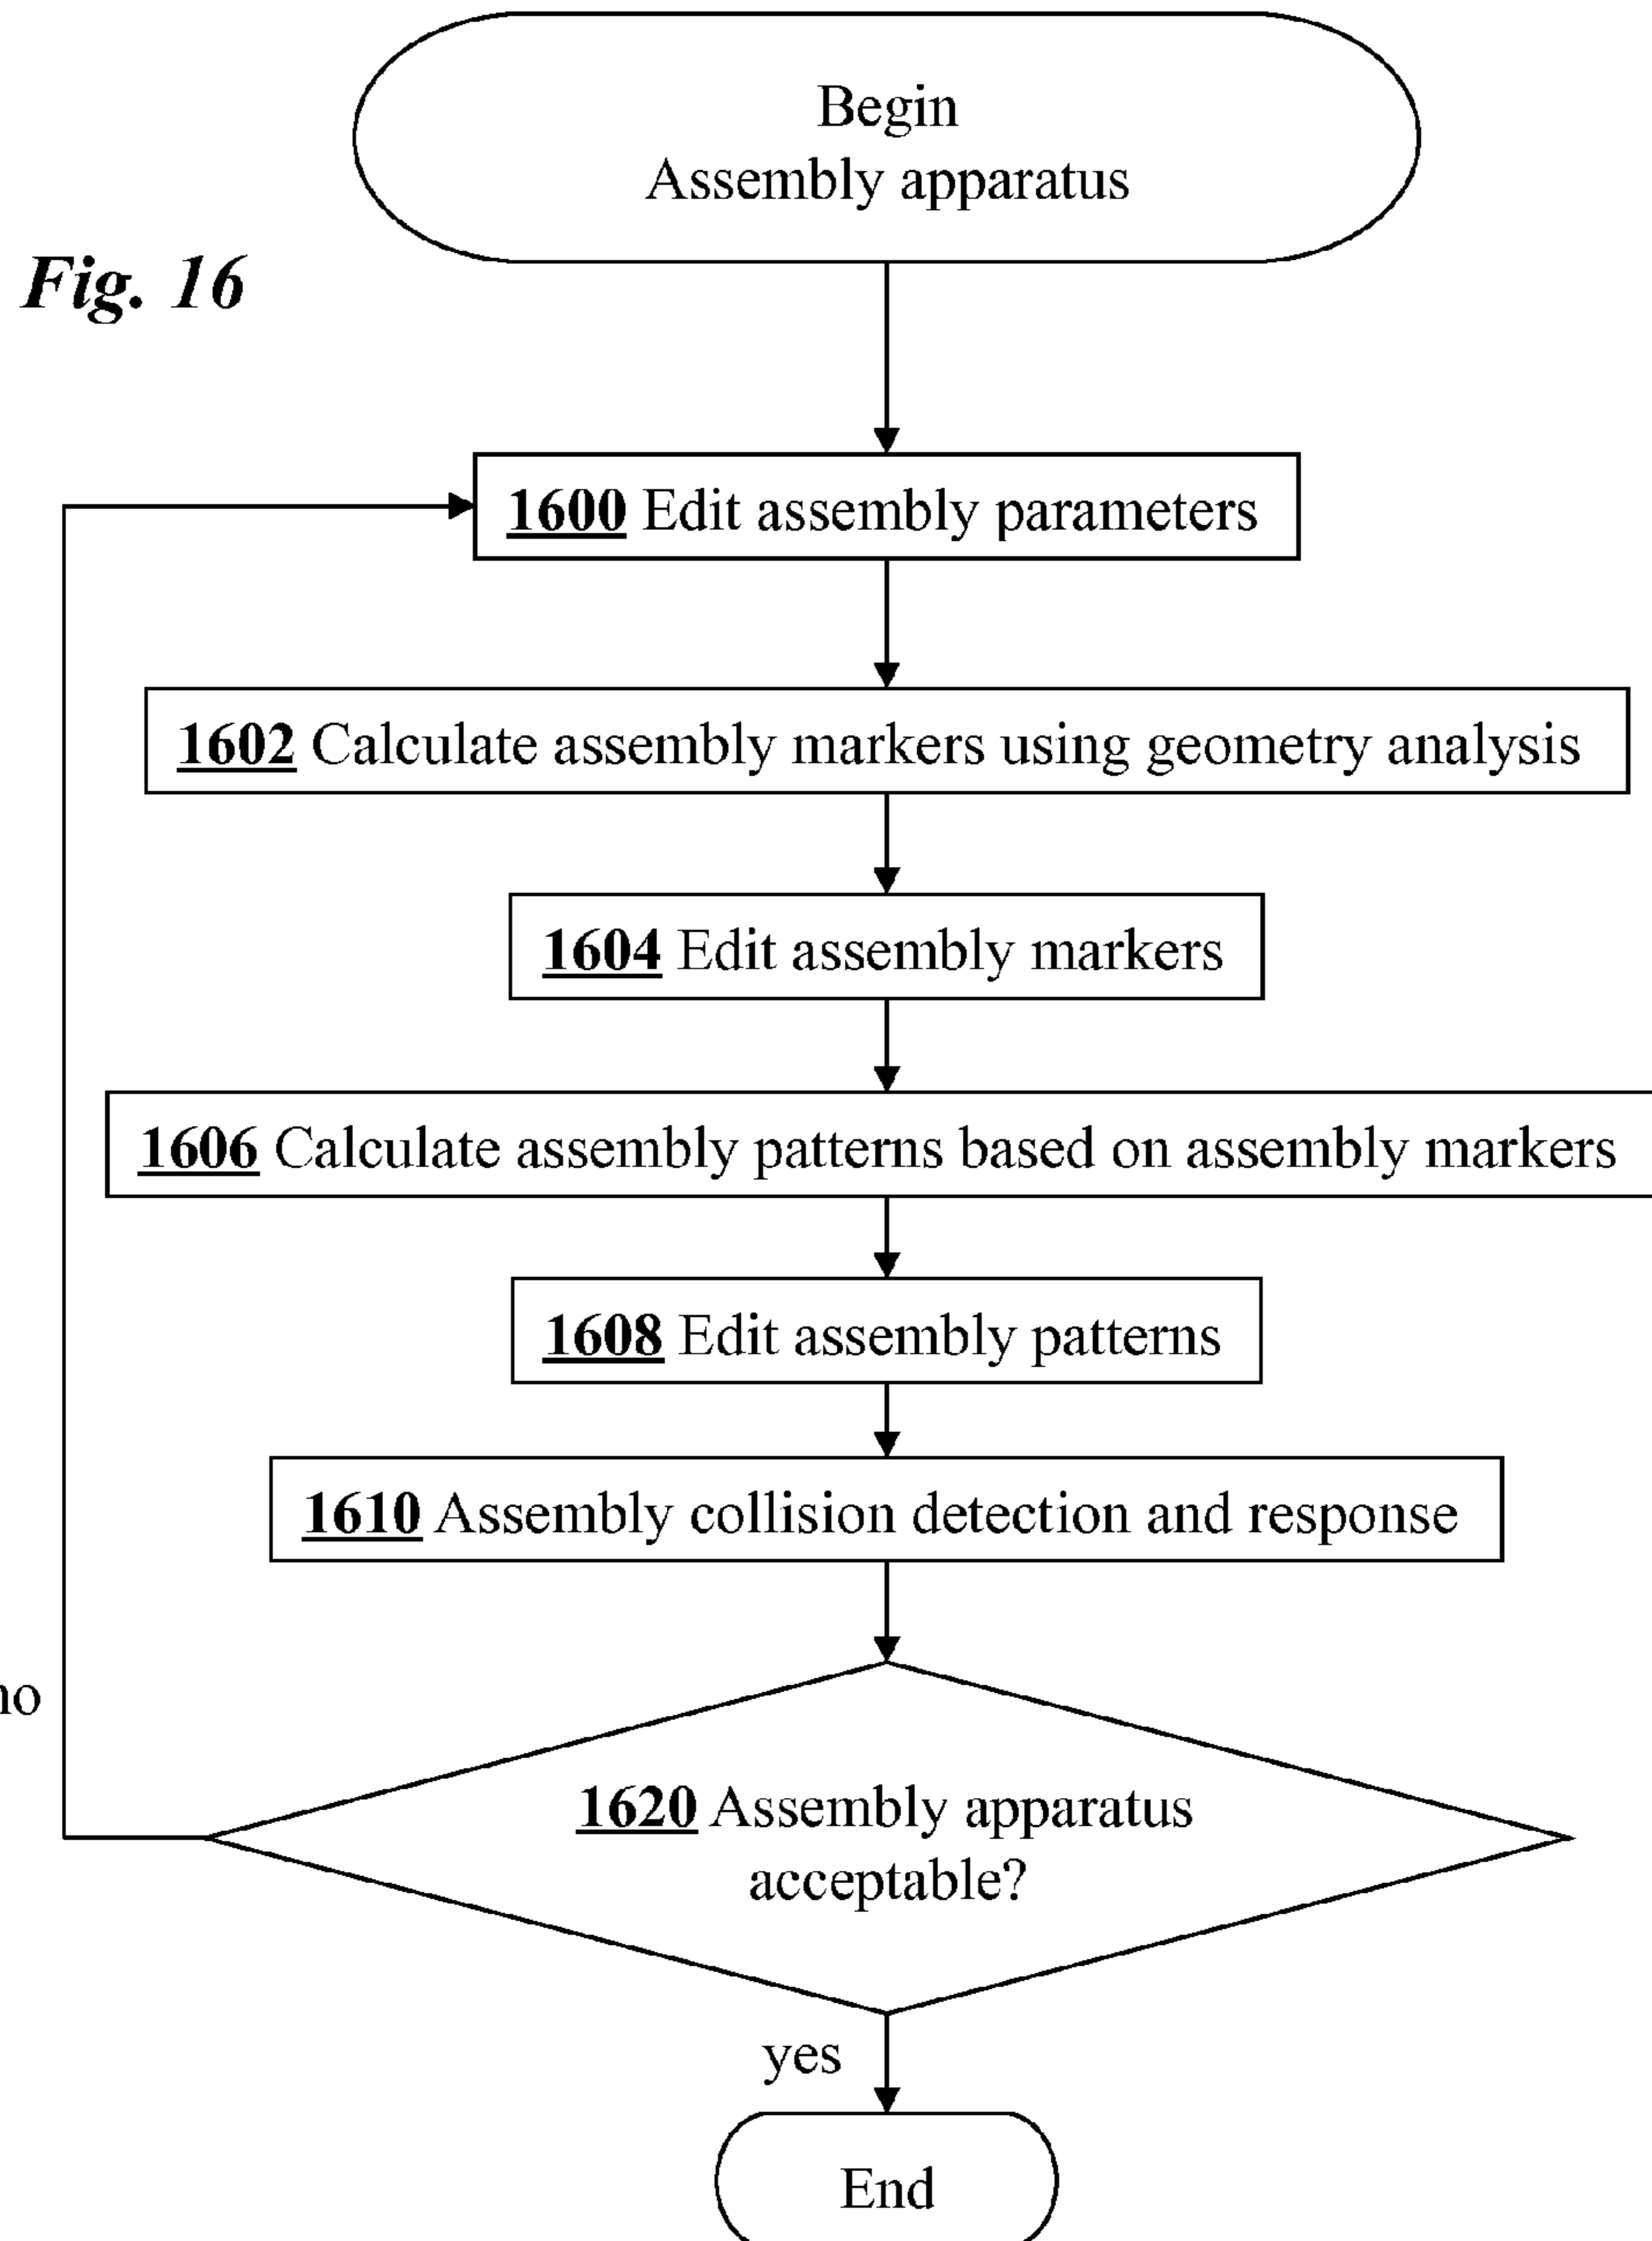 Begin
Assembly apparatus
Fig. 16
1600 Edit assembly parameters
1602 Calculate assembly markers using geometry analysis
1604 Edit assembly markers
1606 Calculate assembly patterns based on assembly markers
1608 Edit assembly patterns
1610 Assembly collision detection and response
no
1620 Assembly apparatus
acceptable?
yes
End